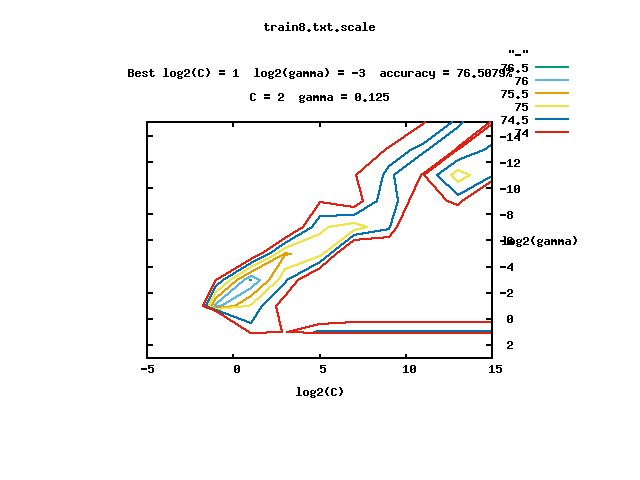 train8.txt.scale
"-"
Best log2(C) = 1  log2(gamma) = -3  accuracy = 76.5079%
C = 2  gamma = 0.125
76.5
76
75.5
75
74.5
74
-14
-12
-10
-8
-6
log2(gamma)
-4
-2
0
2
-5 0 5 10 15
log2(C)